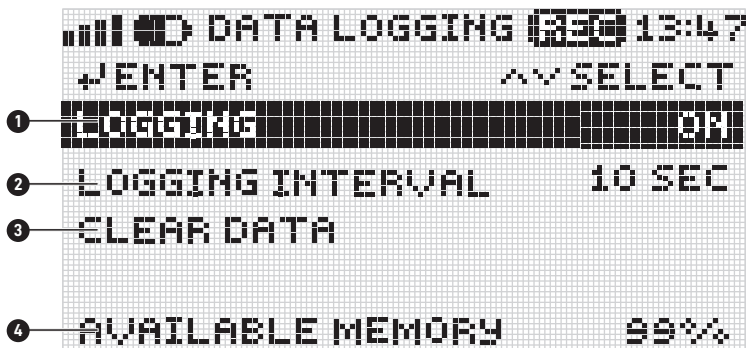 DATA LOGGING REC 13:47
ENTER SELECT
1 LOGGING ON
2 LOGGING INTERVAL 10 SEC
3 CLEAR DATA
4 AVAILABLE MEMORY 99%